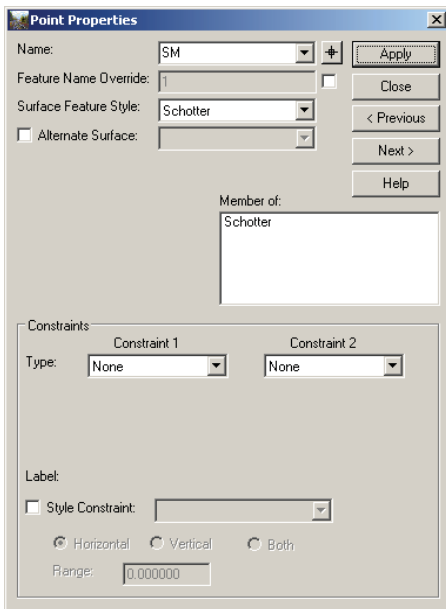 Point Properties
Name: SM Apply
Feature Name Override: 1 Close
Surface Feature Style: Schotter < Previous
Alternate Surface: Next >
Help
Member of:
Schotter
Constraints
Constraint 1 Constraint 2
Type: None None
Label:
Style Constraint:
Horizontal Vertical Both
Range: 0.000000